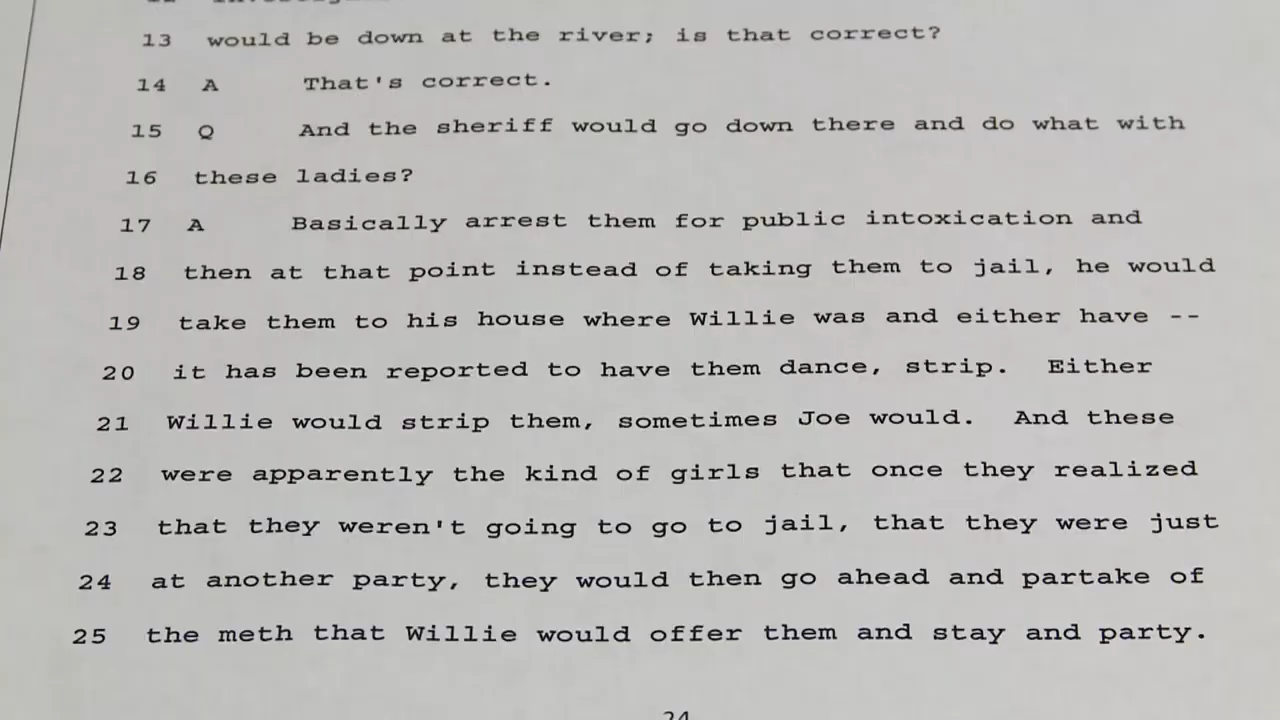 13 would be down at the river; is that correct?
14 A That's correct.
15 Q And the sheriff would go down there and do what with
16 these ladies?
17 A Basically arrest them for public intoxication and
18 then at that point instead of taking them to jail, he would
19 take them to his house where Willie was and either have --
20 it has been reported to have them dance, strip. Either
21 Willie would strip them, sometimes Joe would. And these
22 were apparently the kind of girls that once they realized
23 that they weren't going to go to jail, that they were just
24 at another party, they would then go ahead and partake of
25 the meth that Willie would offer them and stay and party.
24